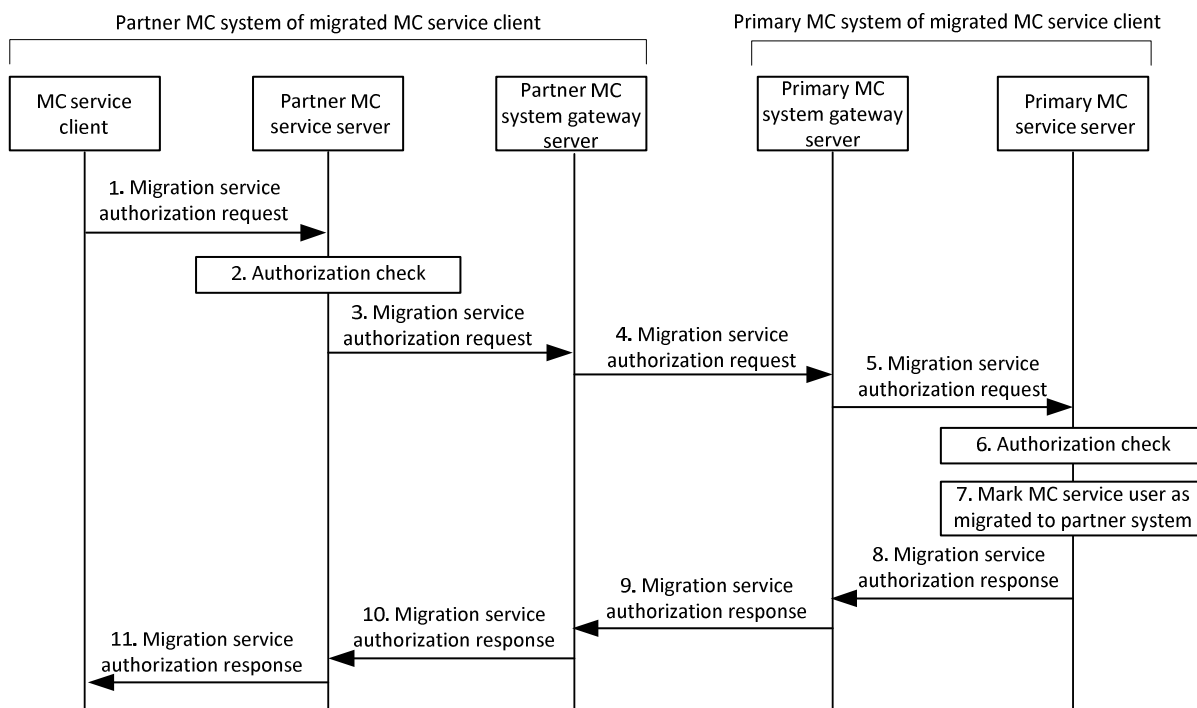 Partner MC system of migrated MC service client
Primary MC system of migrated MC service client
MC service
client
Partner MC
service server
Partner MC
system gateway
server
Primary MC
system gateway
server
Primary MC
service server
1. Migration service
authorization request
2. Authorization check
3. Migration service
authorization request
4. Migration service
authorization request
5. Migration service
authorization request
6. Authorization check
7. Mark MC service user as
migrated to partner system
8. Migration service
authorization response
9. Migration service
authorization response
10. Migration service
authorization response
11. Migration service
authorization response